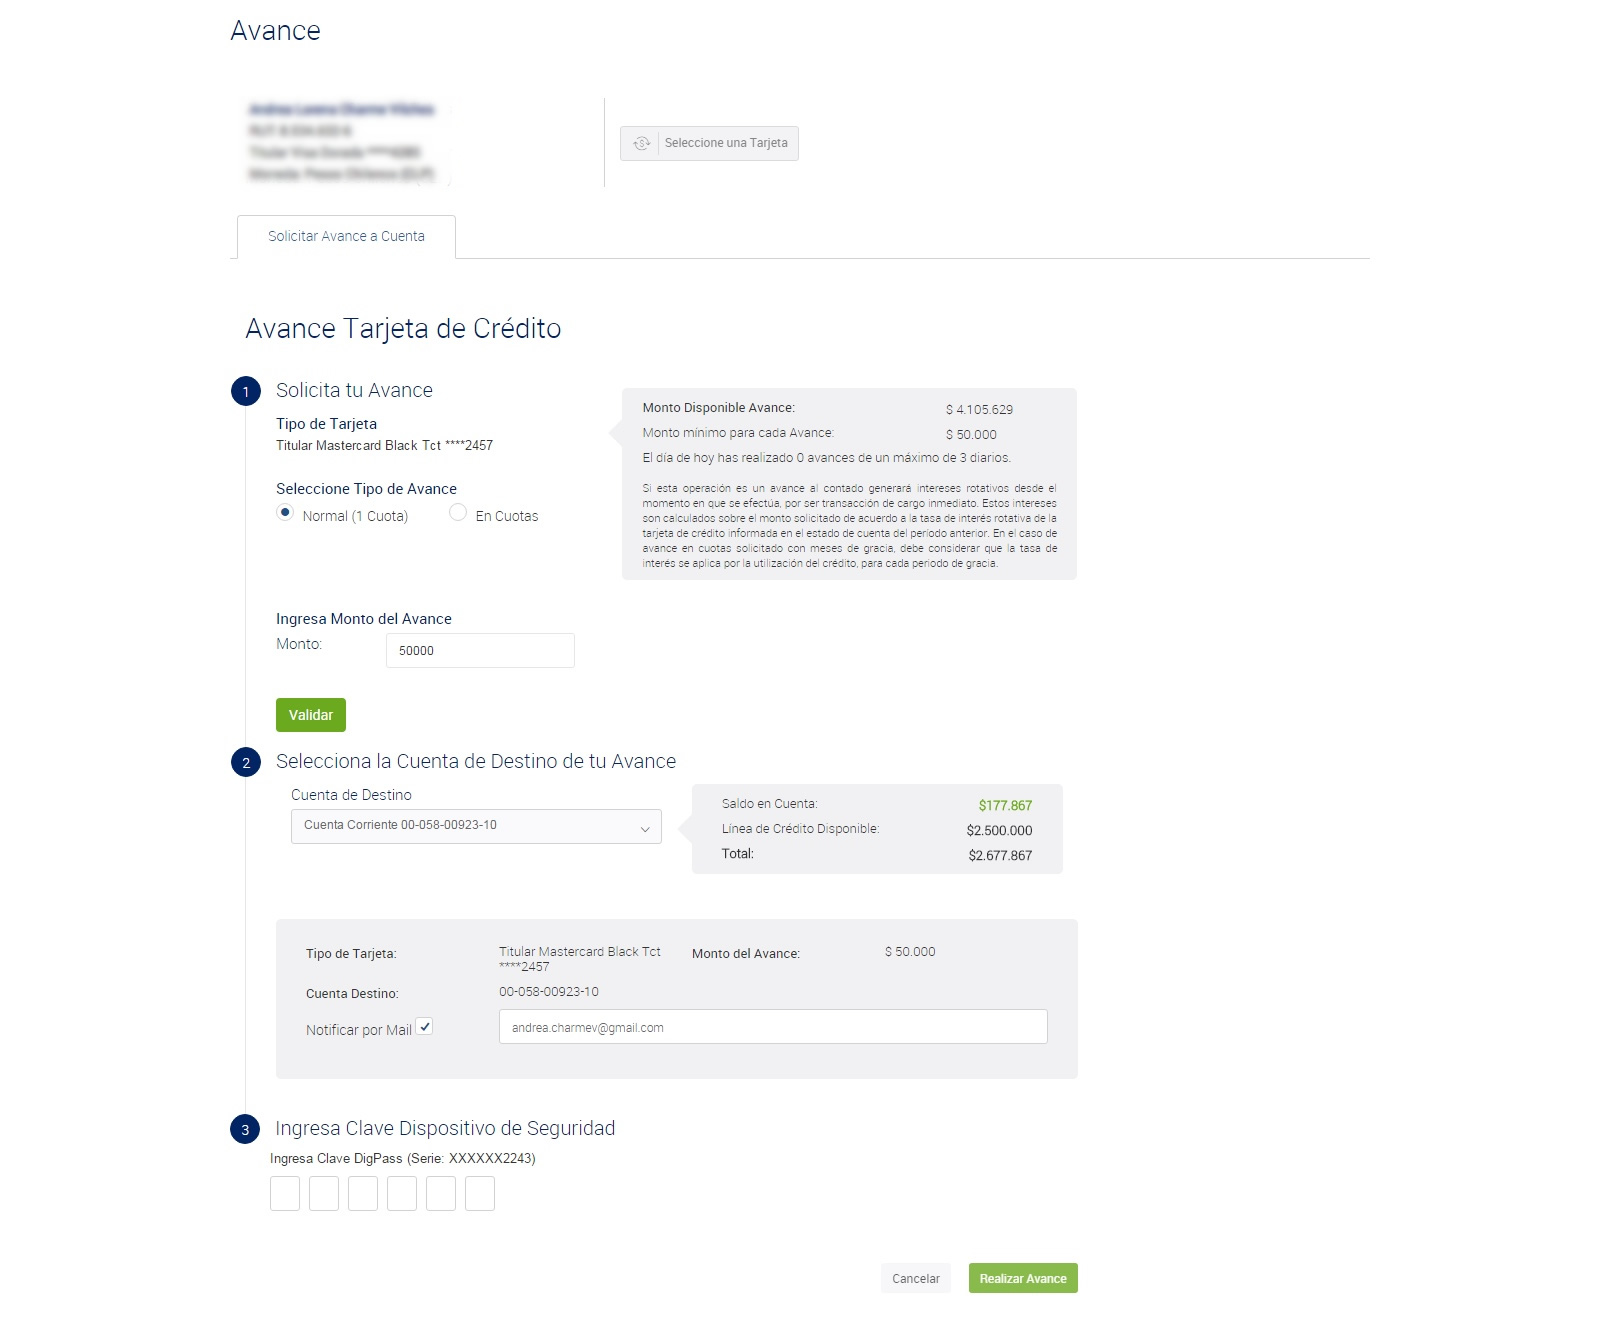 Avance
Seleccione una Tarjeta
Solicitar Avance a Cuenta
Avance Tarjeta de Crédito
1
Solicita tu Avance
Tipo de Tarjeta
Titular Mastercard Black Tct ****2457
Seleccione Tipo de Avance
Normal (1 Cuota)
En Cuotas
Monto Disponible Avance:
$ 4.105.629
Monto mínimo para cada Avance:
$ 50.000
El día de hoy has realizado 0 avances de un máximo de 3 diarios.
Si esta operación es un avance al contado generará intereses rotativos desde el
momento en que se efectúa, por ser transacción de cargo inmediato. Estos intereses
son calculados sobre el monto solicitado de acuerdo a la tasa de interés rotativa de la
tarjeta de crédito informada en el estado de cuenta del período anterior. En el caso de
avance en cuotas solicitado con meses de gracia, debe considerar que la tasa de
interés se aplica por la utilización del crédito, para cada periodo de gracia.
Ingresa Monto del Avance
Monto:
50000
Validar
2
Selecciona la Cuenta de Destino de tu Avance
Cuenta de Destino
Cuenta Corriente 00-058-00923-10
Saldo en Cuenta:
$177.867
Línea de Crédito Disponible:
$2.500.000
Total:
$2.677.867
Tipo de Tarjeta:
Titular Mastercard Black Tct
****2457
Monto del Avance:
$ 50.000
Cuenta Destino:
00-058-00923-10
Notificar por Mail
andrea.charmev@gmail.com
3
Ingresa Clave Dispositivo de Seguridad
Ingresa Clave DigPass (Serie: XXXXXX2243)
Cancelar
Realizar Avance